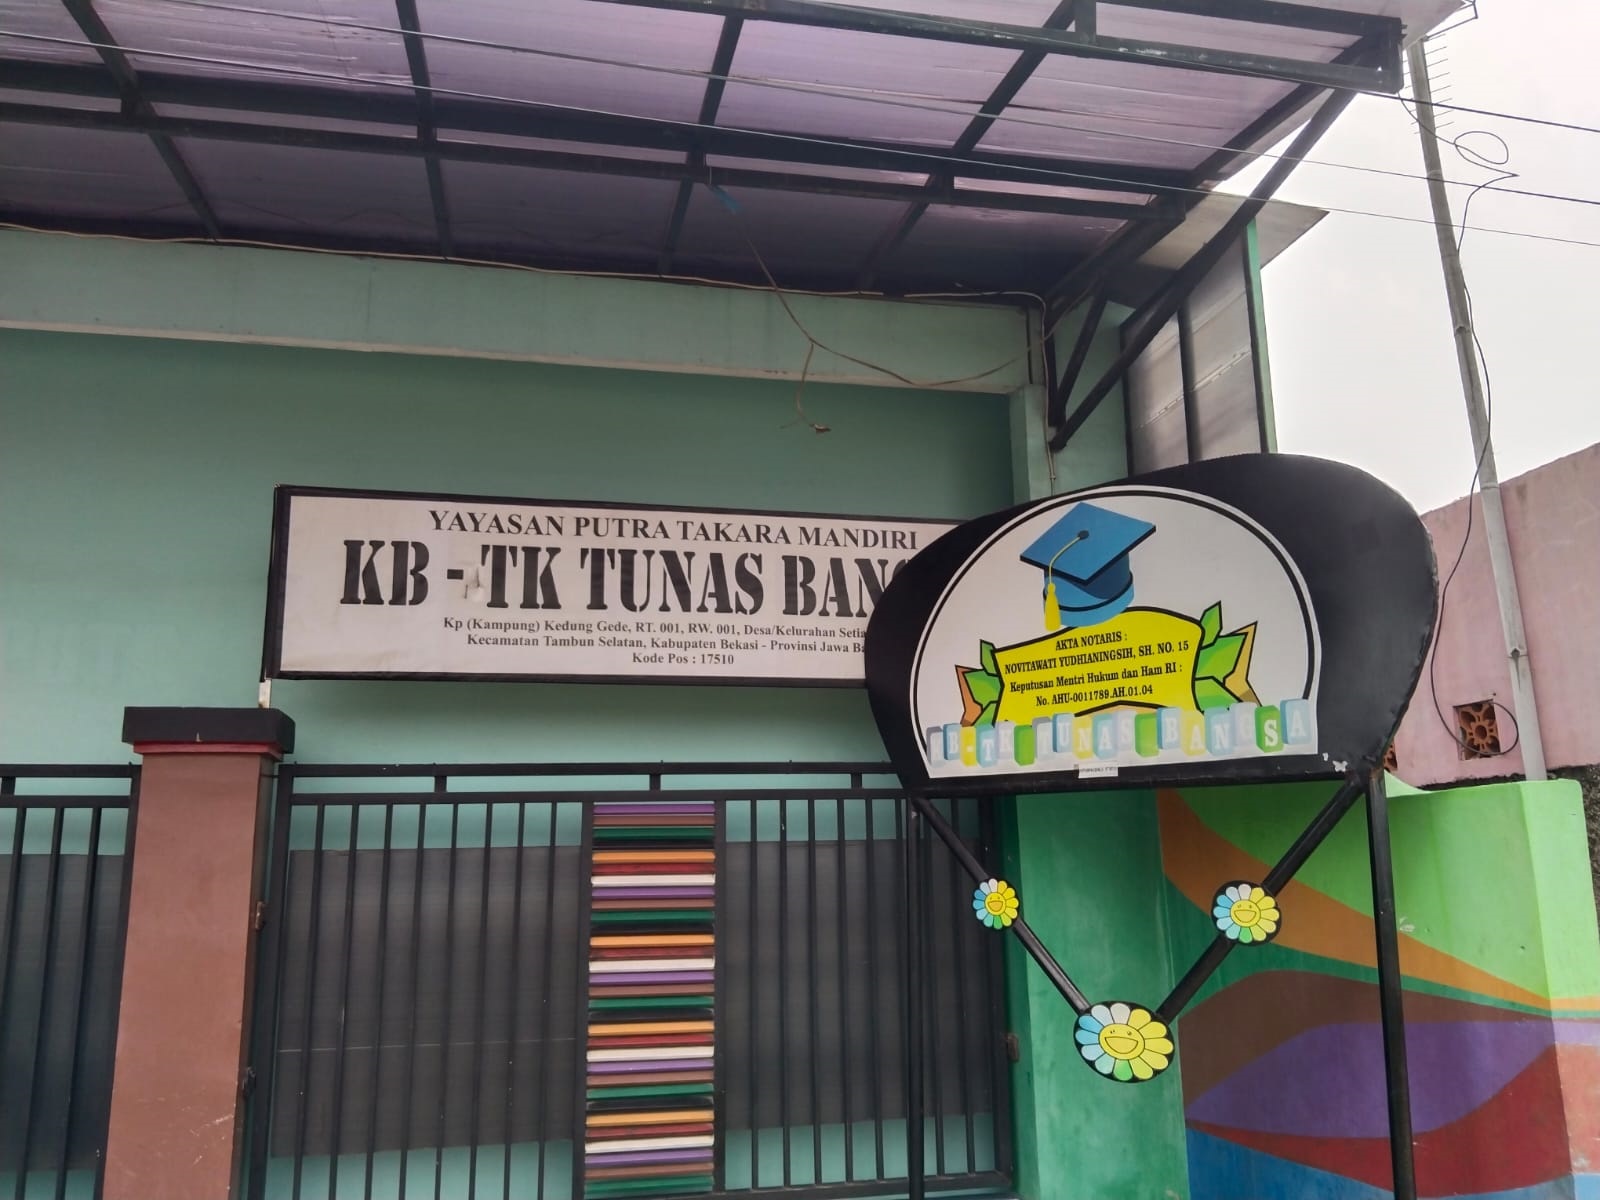 YAYASAN PUTRA TAKARA MANDIRI
KB - TK TUNAS BANG
Kp (Kampung) Kedung Gede, RT. 001, RW. 001, Desa/Kelurahan Setia
Kecamatan Tambun Selatan, Kabupaten Bekasi - Provinsi Jawa Ba
Kode Pos : 17510
AKTA NOTARIS :
NOVITAWATI YUDHIANINGSIH, SH. NO. 15
Keputusan Mentri Hukum dan Ham RI :
No. AHU-0011789.AH.01.04
KB-TK TUNAS BANGSA